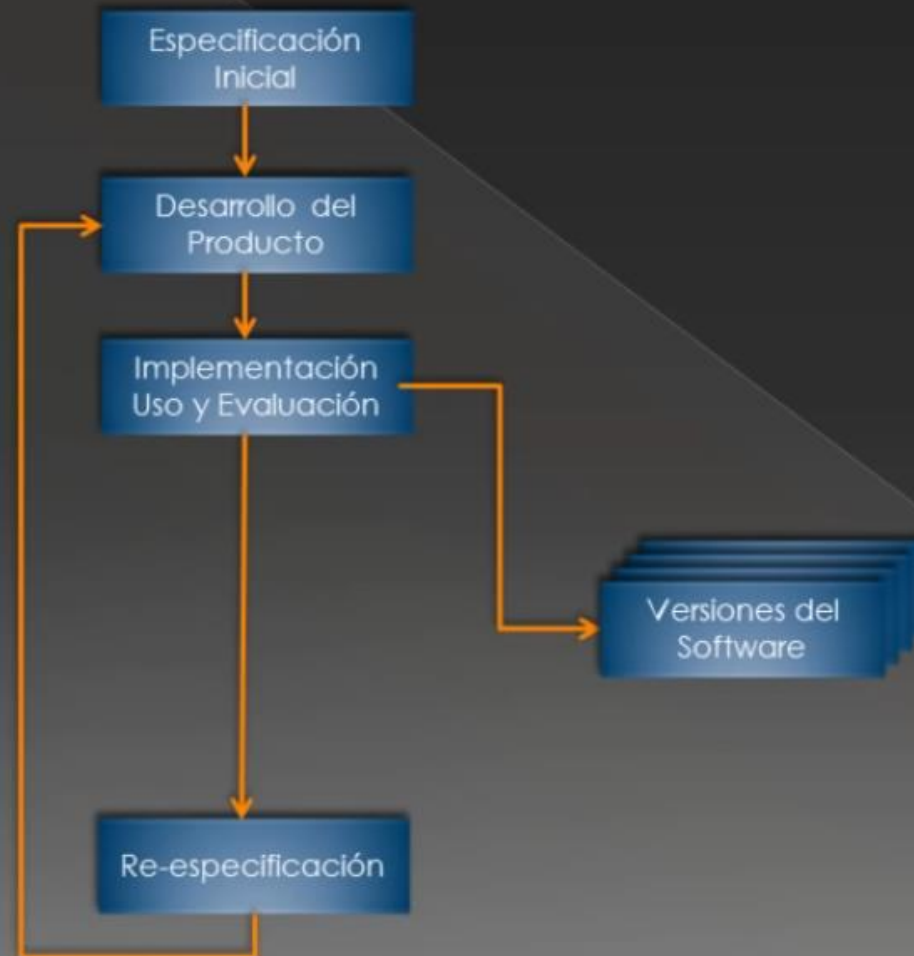 Especificación
Inicial
Desarrollo del
Producto
Implementación
Uso y Evaluación
Versiones del
Software
Re-especificación